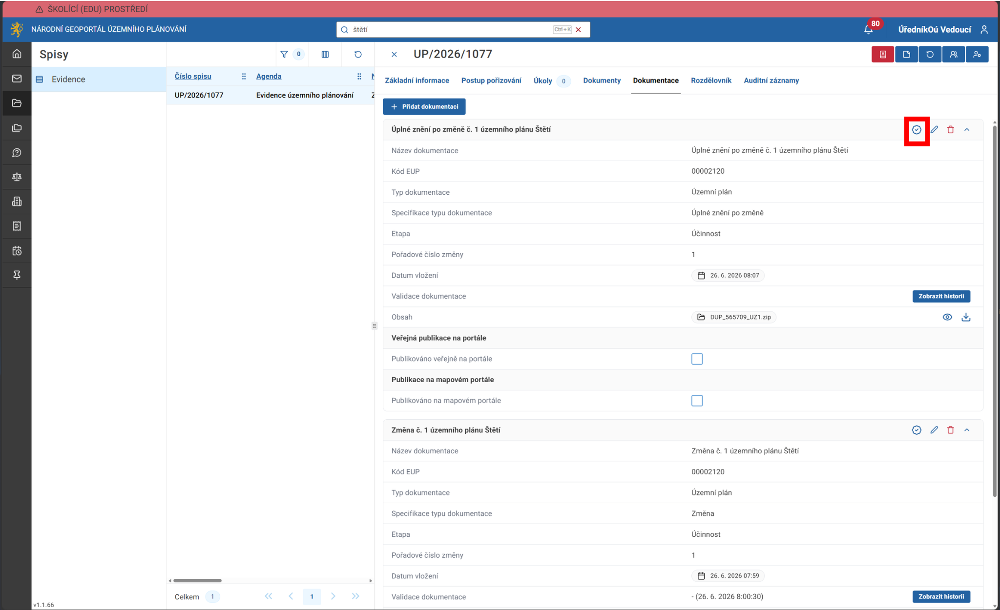 ŠKOLÍCÍ (EDU) PROSTŘEDÍ
NÁRODNÍ GEOPORTÁL ÚZEMNÍHO PLÁNOVÁNÍ
štětí
Ctrl+K
80
ÚředníkOú Vedoucí
Spisy
0
UP/2026/1077
Evidence
Číslo spisu
Agenda
UP/2026/1077
Evidence územního plánování
Základní informace
Postup pořizování
Úkoly 0
Dokumenty
Dokumentace
Rozdělovník
Auditní záznamy
Přidat dokumentaci
Úplné znění po změně č. 1 územního plánu Štětí
Název dokumentace
Úplné znění po změně č. 1 územního plánu Štětí
Kód EUP
00002120
Typ dokumentace
Územní plán
Specifikace typu dokumentace
Úplné znění po změně
Etapa
Účinnost
Pořadové číslo změny
1
Datum vložení
26. 6. 2026 08:07
Validace dokumentace
Zobrazit historii
Obsah
DUP_565709_UZ1.zip
Veřejná publikace na portále
Publikováno veřejně na portále
Publikace na mapovém portále
Publikováno na mapovém portále
Změna č. 1 územního plánu Štětí
Název dokumentace
Změna č. 1 územního plánu Štětí
Kód EUP
00002120
Typ dokumentace
Územní plán
Specifikace typu dokumentace
Změna
Etapa
Účinnost
Pořadové číslo změny
1
Datum vložení
26. 6. 2026 07:59
Validace dokumentace
- (26. 6. 2026 8:00:30)
Zobrazit historii
Celkem 1
1
v1.1.66